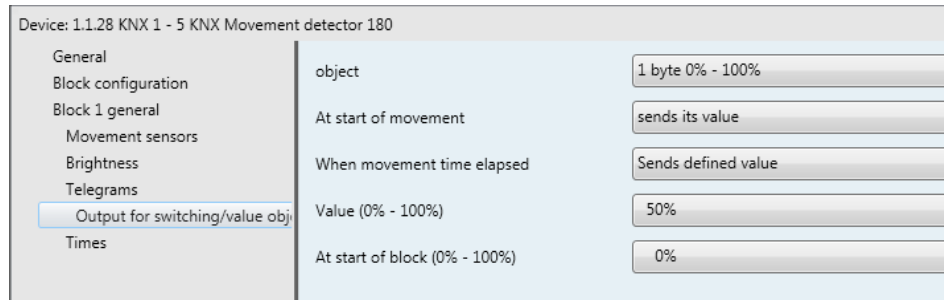 Device: 1.1.28 KNX 1 - 5 KNX Movement detector 180
General
Block configuration
Block 1 general
Movement sensors
Brightness
Telegrams
Output for switching/value obj
Times
object
1 byte 0% - 100%
At start of movement
sends its value
When movement time elapsed
Sends defined value
Value (0% - 100%)
50%
At start of block (0% - 100%)
0%